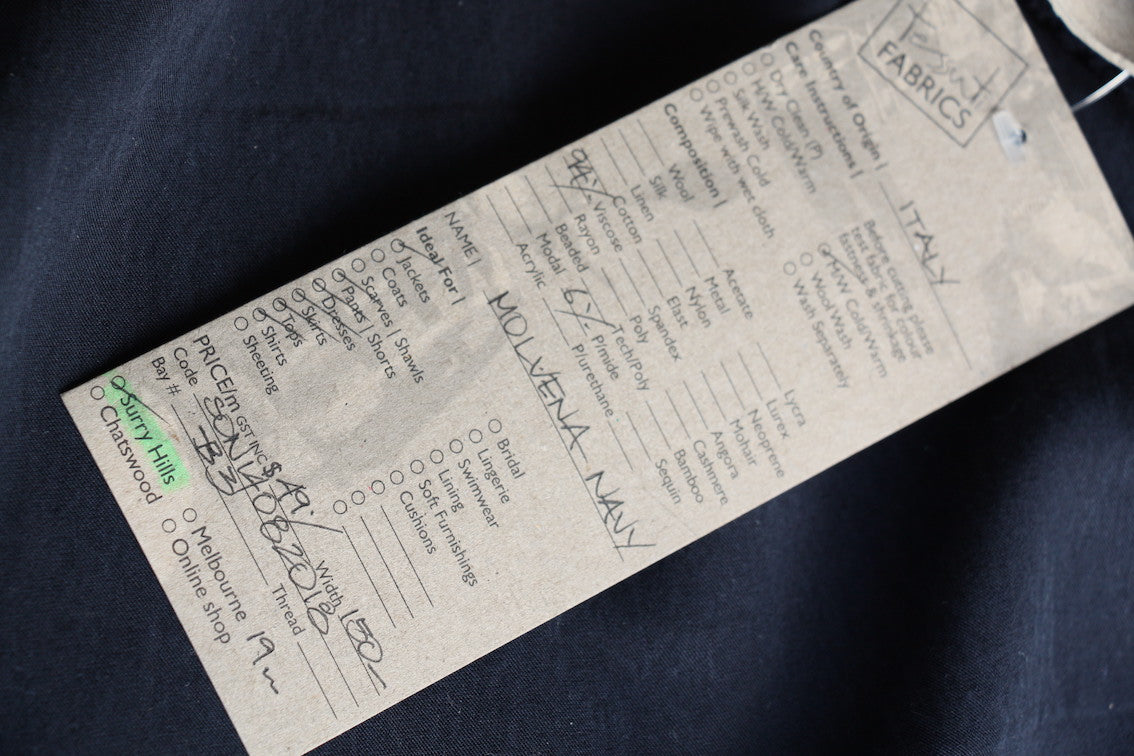 Tessuti
FABRICS
Country of Origin | ITALY
Care Instructions |
Dry Clean (P)
H/W Cold/Warm
Silk Wash
Prewash Cold
Wipe with wet cloth
Before cutting please
test fabric for colour
fastness & shrinkage
H/W Cold/Warm
Wool Wash
Wash Separately
Composition |
Wool
Silk
Linen
94% Cotton
Viscose
Rayon
Beaded
Modal
Acrylic
Acetate
Metal
Nylon
Elast
Spandex
Poly
Tech/Poly
6% P/mide
P/urethane
Lycra
Lurex
Neoprene
Mohair
Angora
Cashmere
Bamboo
Sequin
NAME | MOLVENA NAVY
Ideal For |
Jackets
Coats
Scarves | Shawls
Pants | Shorts
Dresses
Skirts
Tops
Shirts
Sheeting
Bridal
Lingerie
Swimwear
Lining
Soft Furnishings
Cushions
PRICE/m GST INC $49./ Width 150-
Code SON14082018
Bay # B3 Thread
Surry Hills
Chatswood
Melbourne
Online shop
19m